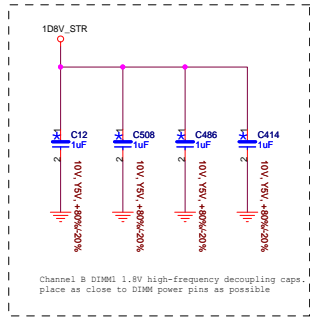 1D8V_STR
1 1 1 1
C12 C508 C486 C414
1uF 1uF 1uF 1uF
2 2 2 2
10V, Y5V, +80%/-20% 10V, Y5V, +80%/-20% 10V, Y5V, +80%/-20% 10V, Y5V, +80%/-20%
Channel B DIMM1 1.8V high-frequency decoupling caps.
place as close to DIMM power pins as possible